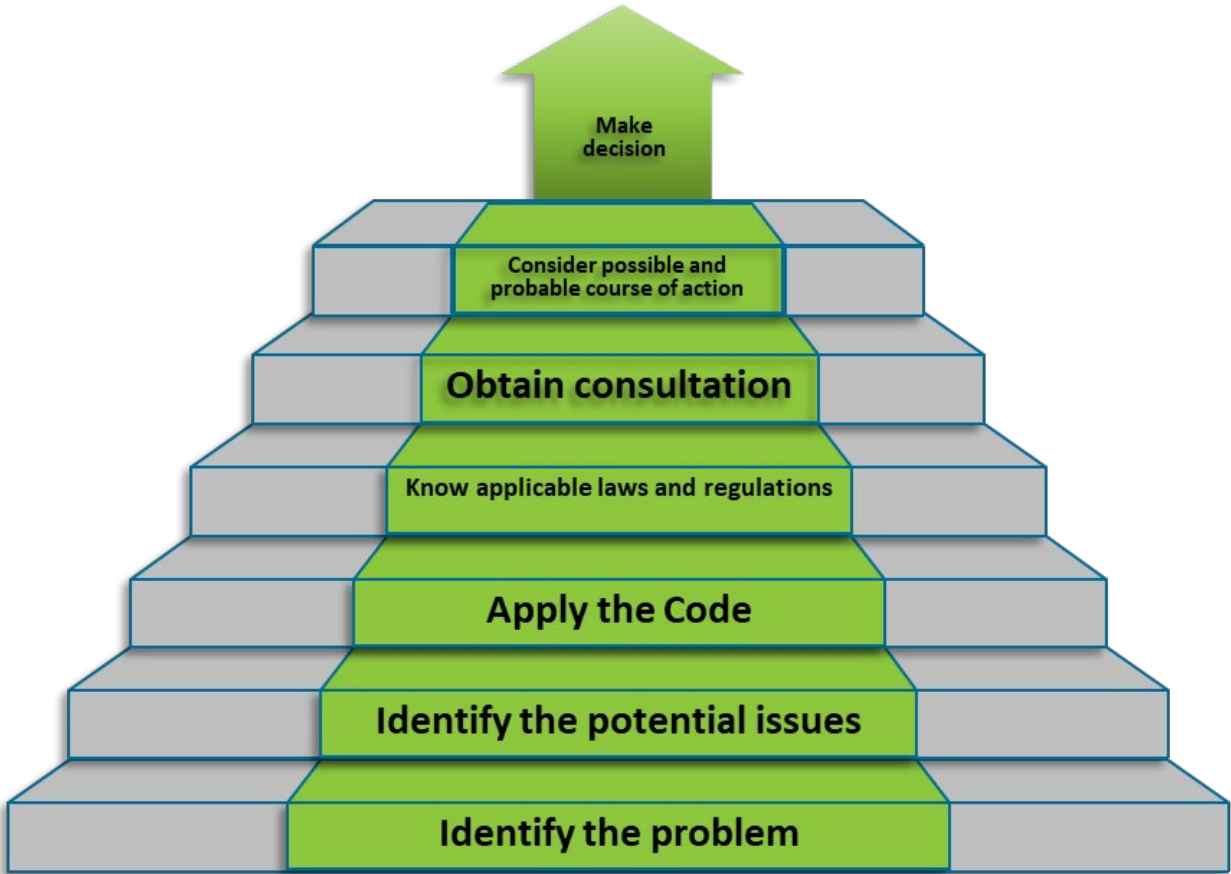 Make
decision
Consider possible and
probable course of action
Obtain consultation
Know applicable laws and regulations
Apply the Code
Identify the potential issues
Identify the problem